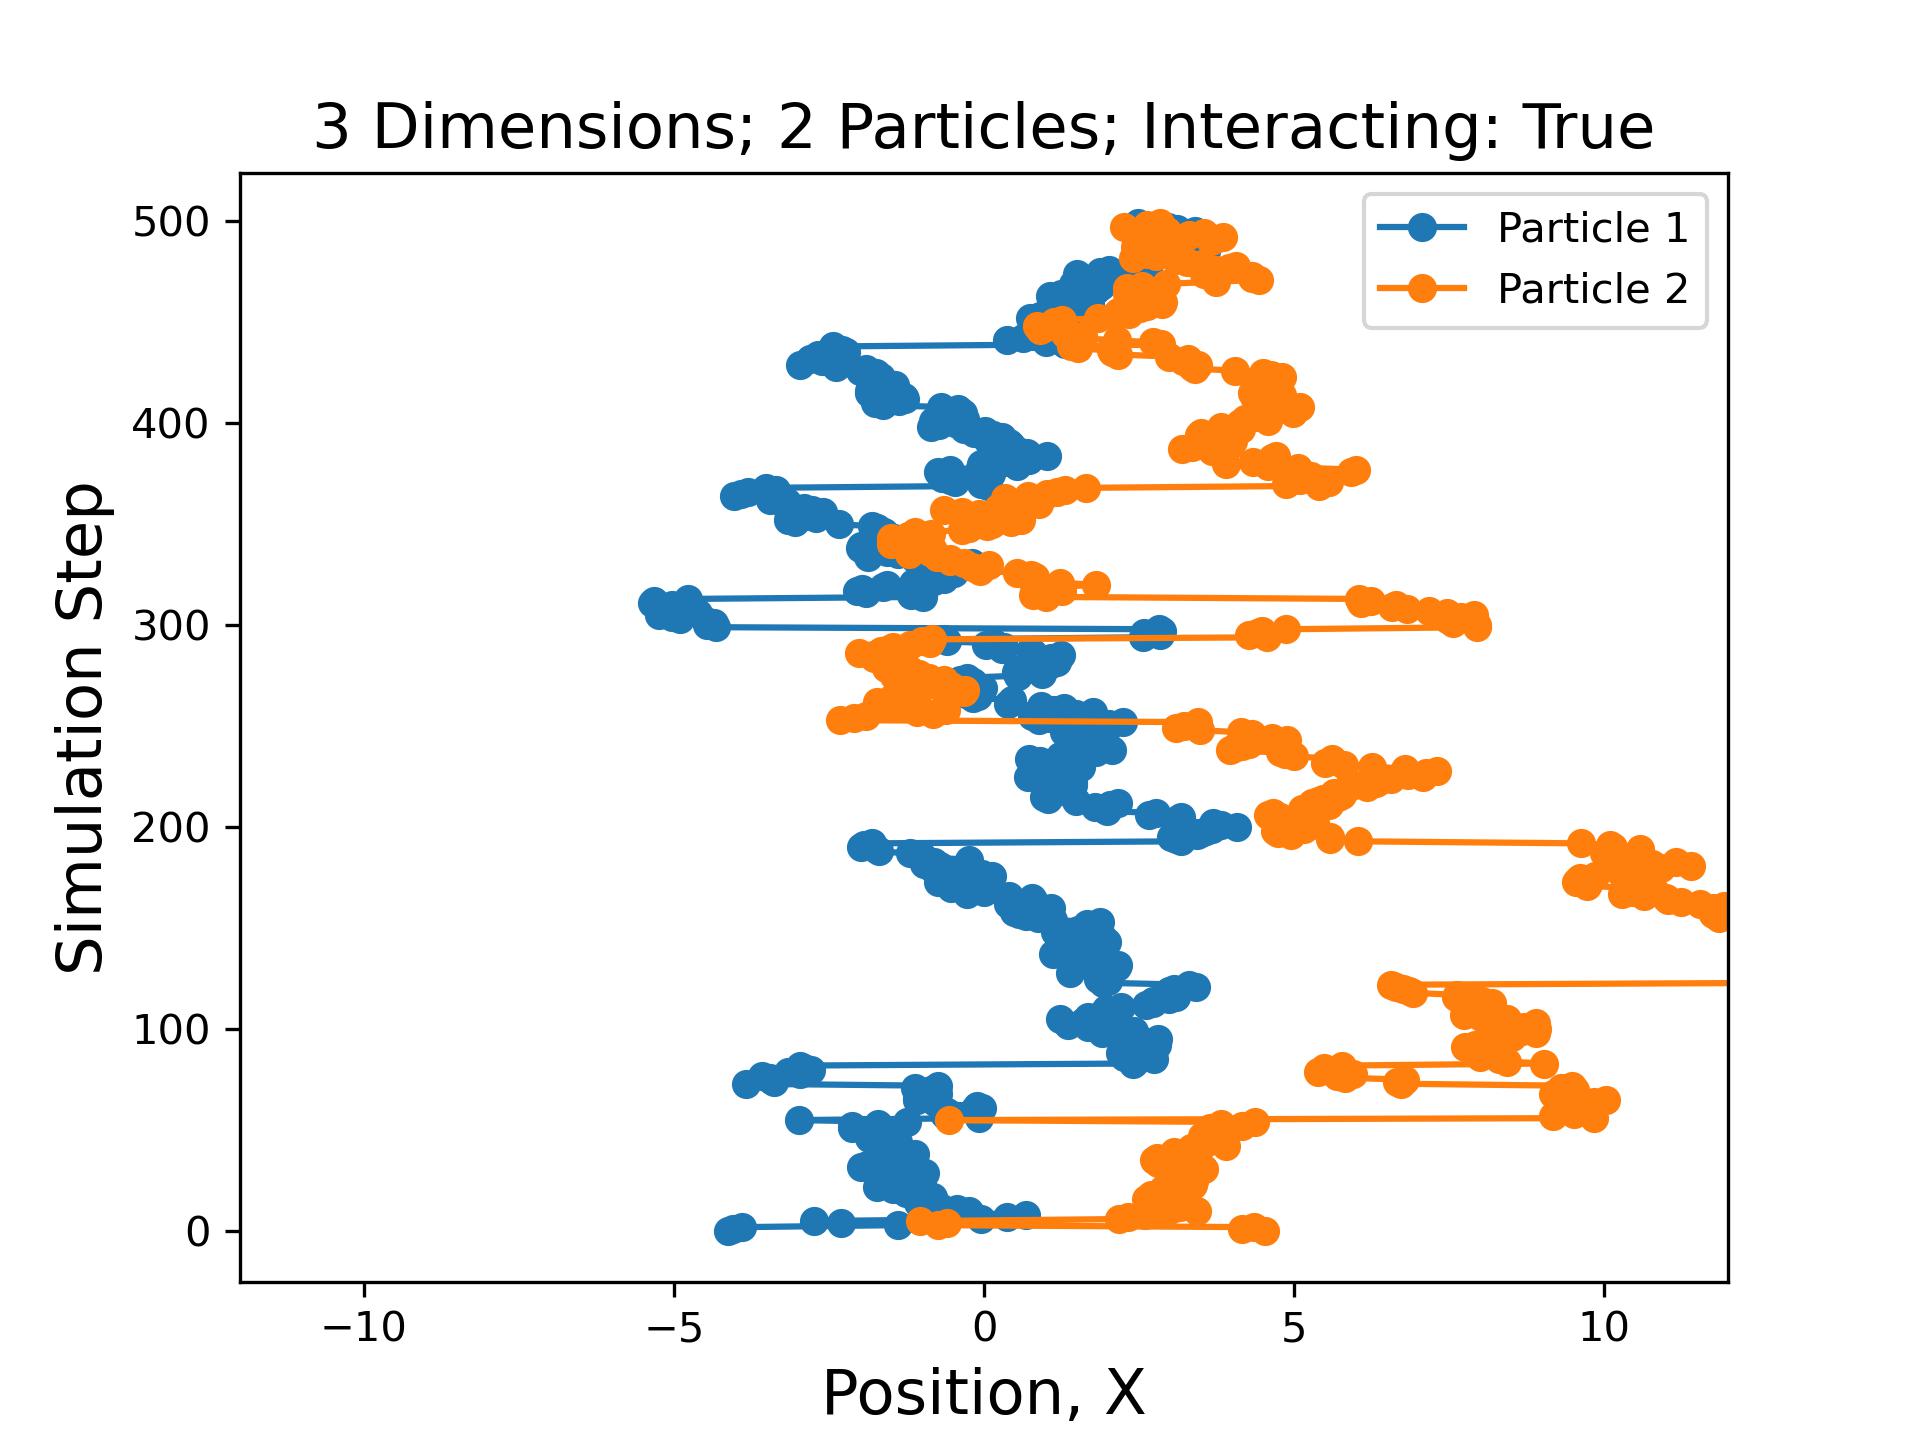 3 Dimensions; 2 Particles; Interacting: True
Particle 1
Particle 2
Simulation Step
500
400
300
200
100
0
−10
−5
0
5
10
Position, X